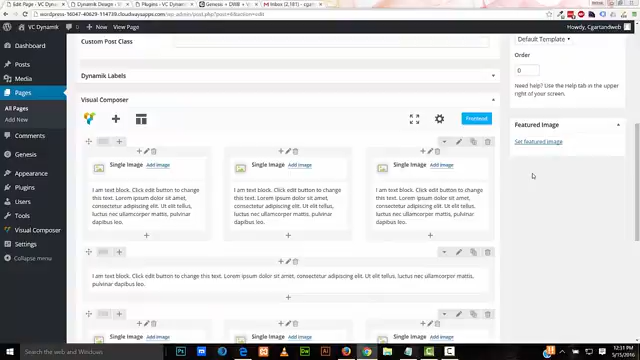 Edit Page
Dynamik Design
Plugins
Genesis + DWB
Inbox (2,181)
wordpress-16047-40629-114739.cloudwaysapps.com/wp-admin/post.php?post=6&action=edit
VC Dynamik
0
New
View Page
Howdy, Cgartandweb
Dashboard
Posts
Media
Pages
All Pages
Add New
Comments
Genesis
Appearance
Plugins
Users
Tools
Visual Composer
Settings
Collapse menu
Custom Post Class
Dynamik Labels
Visual Composer
Frontend
Single Image Add image
Single Image Add image
Single Image Add image
I am text block. Click edit button to change
this text. Lorem ipsum dolor sit amet,
consectetur adipiscing elit. Ut elit tellus,
luctus nec ullamcorper mattis, pulvinar
dapibus leo.
I am text block. Click edit button to change
this text. Lorem ipsum dolor sit amet,
consectetur adipiscing elit. Ut elit tellus,
luctus nec ullamcorper mattis, pulvinar
dapibus leo.
I am text block. Click edit button to change
this text. Lorem ipsum dolor sit amet,
consectetur adipiscing elit. Ut elit tellus,
luctus nec ullamcorper mattis, pulvinar
dapibus leo.
I am text block. Click edit button to change this text. Lorem ipsum dolor sit amet, consectetur adipiscing elit. Ut elit tellus, luctus nec ullamcorper mattis,
pulvinar dapibus leo.
Single Image Add image
Single Image Add image
Single Image Add image
Default Template
Order
0
Need help? Use the Help tab in the upper
right of your screen.
Featured Image
Set featured image
Search the web and Windows
12:31 PM
5/15/2016